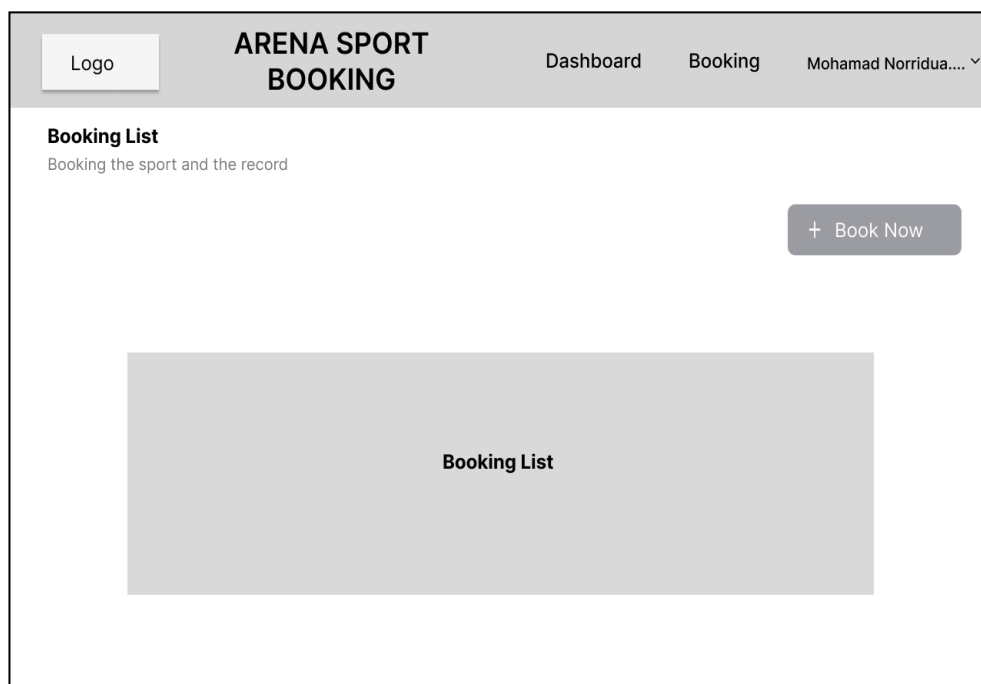 Logo
ARENA SPORT
BOOKING
Dashboard
Booking
Mohamad Norridua....
Booking List
Booking the sport and the record
+ Book Now
Booking List